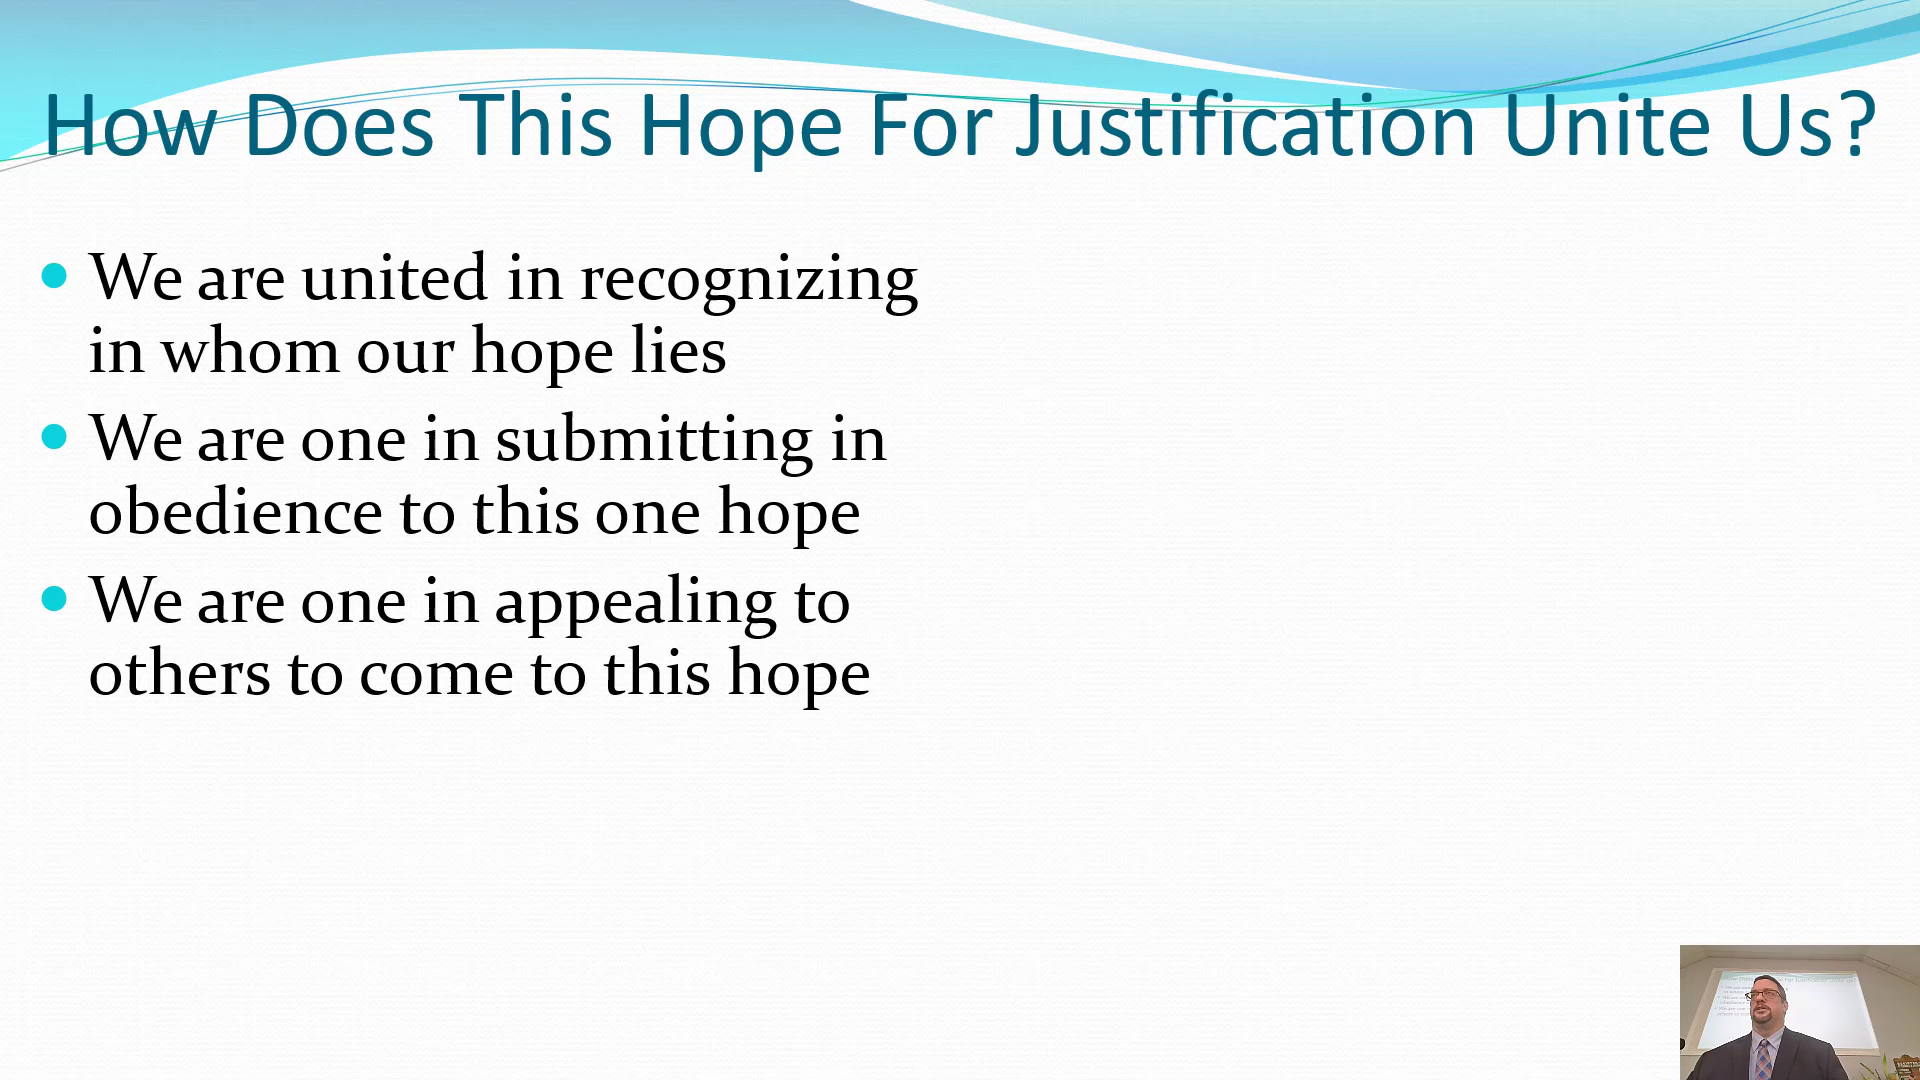 How Does This Hope For Justification Unite Us?
We are united in recognizing
in whom our hope lies
We are one in submitting in
obedience to this one hope
We are one in appealing to
others to come to this hope